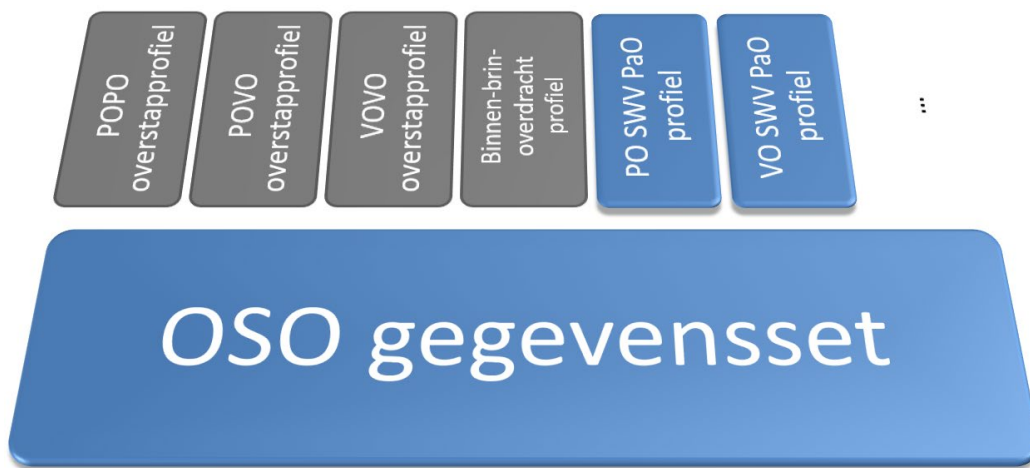 POPO
overstapprofiel
POVO
overstapprofiel
VOVO
overstapprofiel
Binnen-brin-
overdracht
profiel
PO SWV PaO
profiel
VO SWV PaO
profiel
...
OSO gegevensset